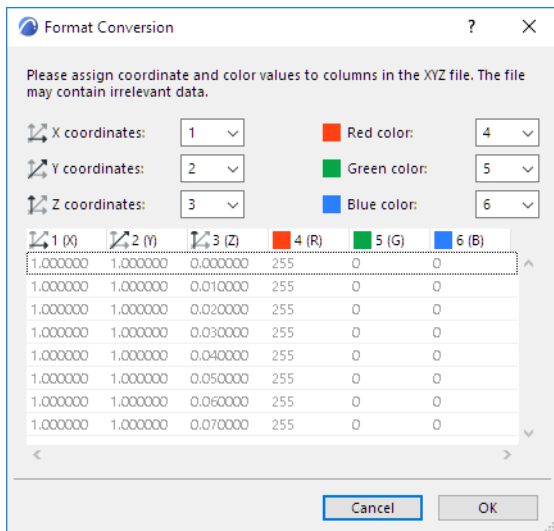 Format Conversion
Please assign coordinate and color values to columns in the XYZ file. The file
may contain irrelevant data.
X coordinates: 1 Red color: 4
Y coordinates: 2 Green color: 5
Z coordinates: 3 Blue color: 6
1 (X) 2 (Y) 3 (Z) 4 (R) 5 (G) 6 (B)
1.000000 1.000000 0.000000 255 0 0
1.000000 1.000000 0.010000 255 0 0
1.000000 1.000000 0.020000 255 0 0
1.000000 1.000000 0.030000 255 0 0
1.000000 1.000000 0.040000 255 0 0
1.000000 1.000000 0.050000 255 0 0
1.000000 1.000000 0.060000 255 0 0
1.000000 1.000000 0.070000 255 0 0
Cancel OK